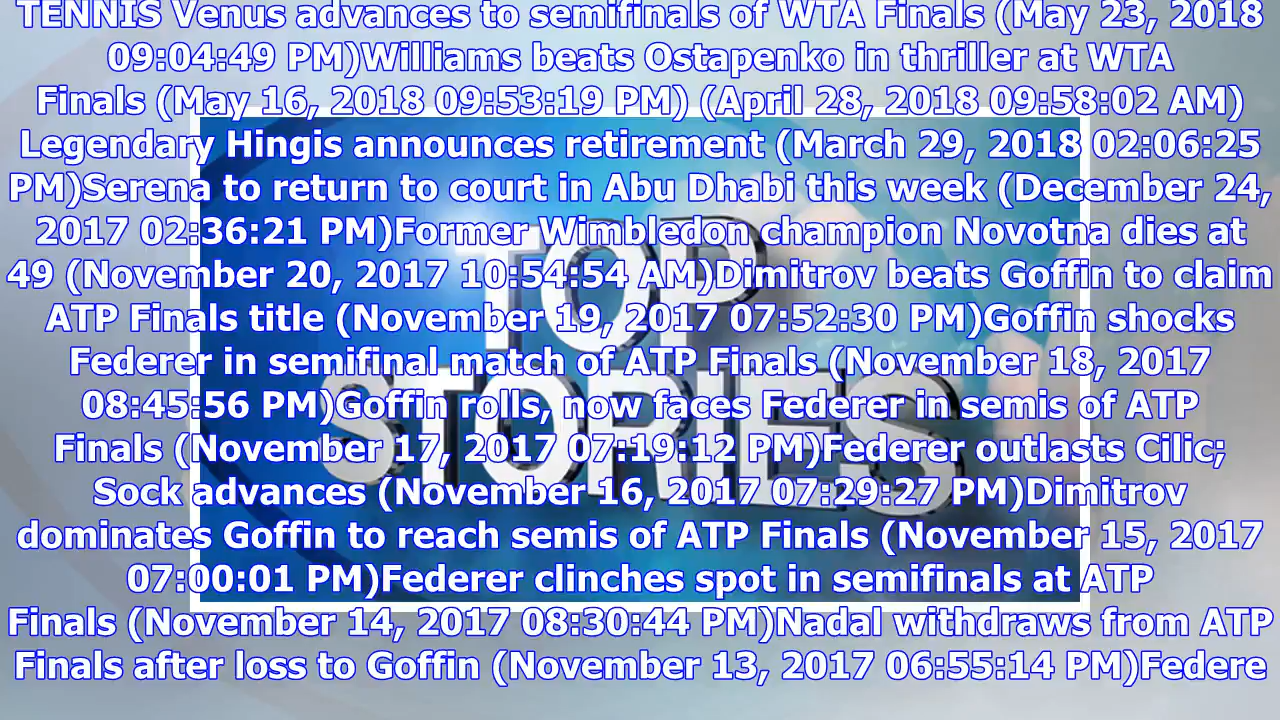 TENNIS Venus advances to semifinals of WTA Finals (May 23, 2018
09:04:49 PM)Williams beats Ostapenko in thriller at WTA
Finals (May 16, 2018 09:53:19 PM) (April 28, 2018 09:58:02 AM)
Legendary Hingis announces retirement (March 29, 2018 02:06:25
PM)Serena to return to court in Abu Dhabi this week (December 24,
2017 02:36:21 PM)Former Wimbledon champion Novotna dies at
49 (November 20, 2017 10:54:54 AM)Dimitrov beats Goffin to claim
ATP Finals title (November 19, 2017 07:52:30 PM)Goffin shocks
Federer in semifinal match of ATP Finals (November 18, 2017
08:45:56 PM)Goffin rolls, now faces Federer in semis of ATP
Finals (November 17, 2017 07:19:12 PM)Federer outlasts Cilic;
Sock advances (November 16, 2017 07:29:27 PM)Dimitrov
dominates Goffin to reach semis of ATP Finals (November 15, 2017
07:00:01 PM)Federer clinches spot in semifinals at ATP
Finals (November 14, 2017 08:30:44 PM)Nadal withdraws from ATP
Finals after loss to Goffin (November 13, 2017 06:55:14 PM)Federe
TOP
STORIES